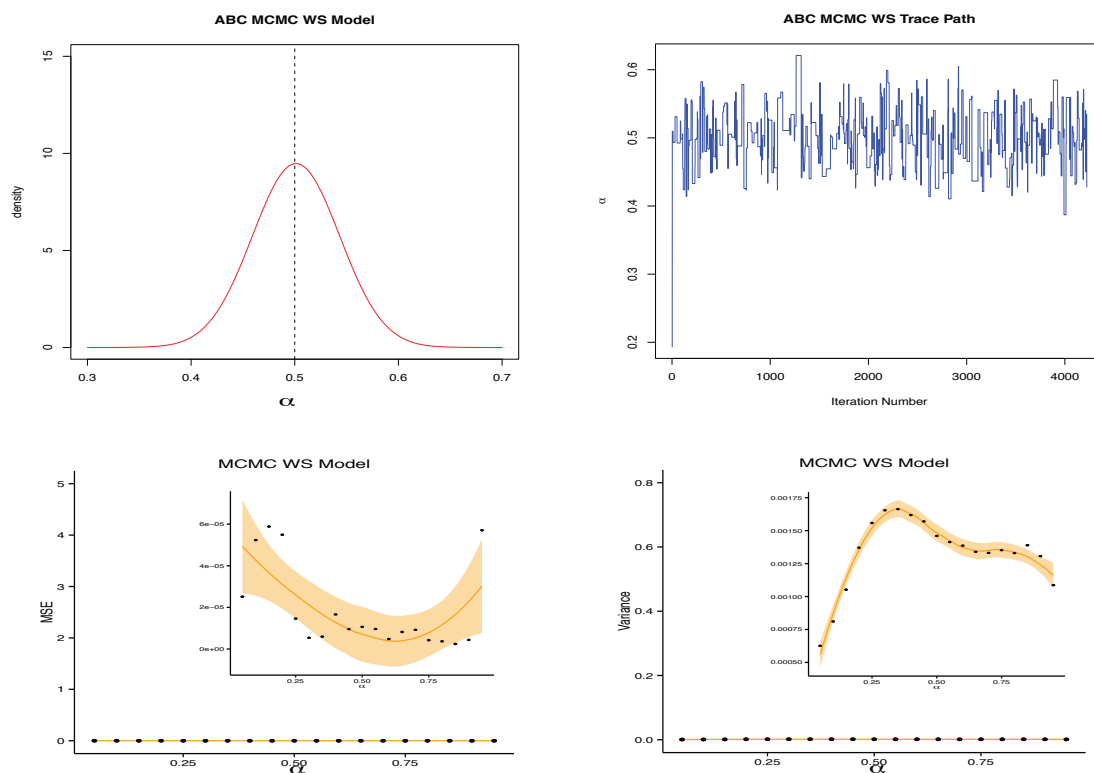 ABC MCMC WS Model
density
15
10
5
0
0.3 0.4 0.5 0.6 0.7
α
ABC MCMC WS Trace Path
α
0.6
0.5
0.4
0.3
0.2
0 1000 2000 3000 4000
Iteration Number
MCMC WS Model
MSE
5
4
3
2
1
0
0.25 0.50 0.75
α
6e−05
4e−05
2e−05
0e+00
0.25 0.50 0.75
α
MCMC WS Model
Variance
0.8
0.6
0.4
0.2
0.0
0.25 0.50 0.75
α
0.00175
0.00150
0.00125
0.00100
0.00075
0.00050
0.25 0.50 0.75
α